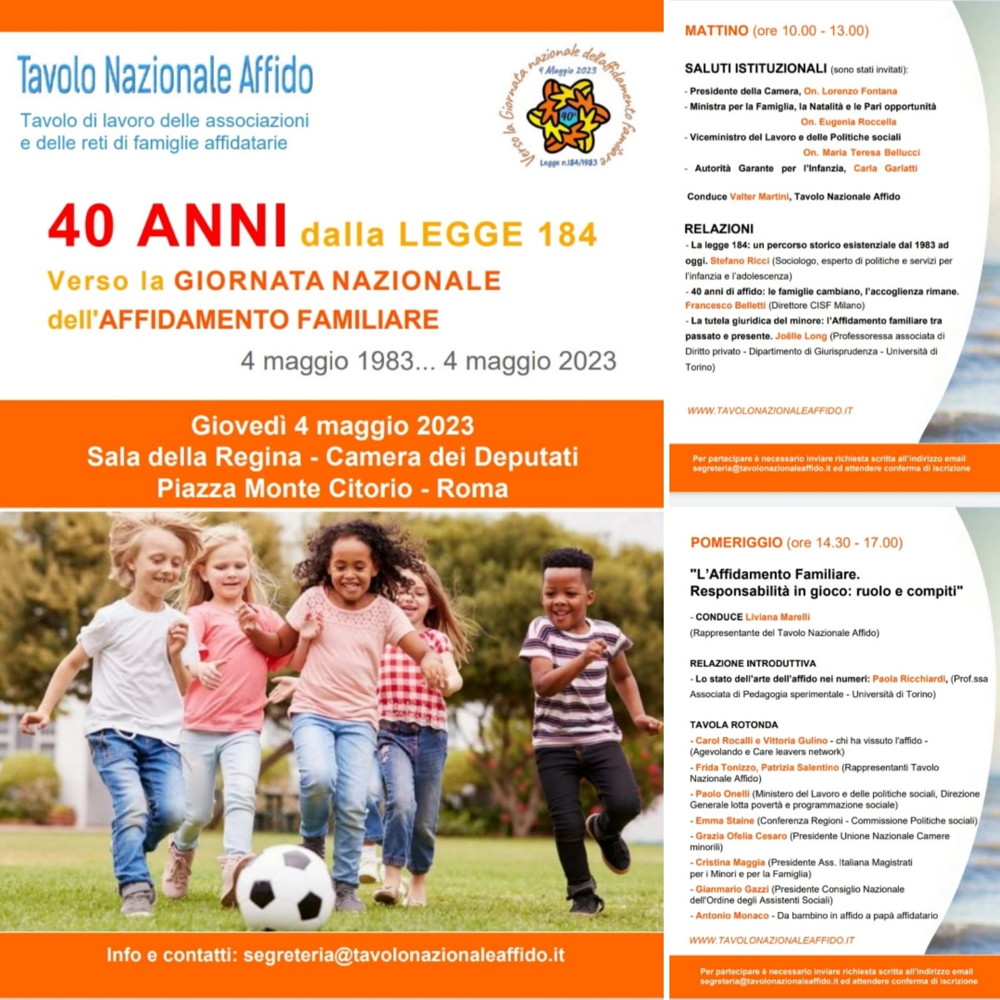 Tavolo Nazionale Affido
Tavolo di lavoro delle associazioni
e delle reti di famiglie affidatarie
Verso la Giornata nazionale dell'affidamento familiare
4 Maggio 2023
40°
Legge n.184/1983
40 ANNI dalla LEGGE 184
Verso la GIORNATA NAZIONALE
dell'AFFIDAMENTO FAMILIARE
4 maggio 1983... 4 maggio 2023
Giovedì 4 maggio 2023
Sala della Regina - Camera dei Deputati
Piazza Monte Citorio - Roma
Info e contatti: segreteria@tavolonazionaleaffido.it
MATTINO (ore 10.00 - 13.00)
SALUTI ISTITUZIONALI (sono stati invitati):
- Presidente della Camera, On. Lorenzo Fontana
- Ministra per la Famiglia, la Natalità e le Pari opportunità
On. Eugenia Roccella
- Viceministro del Lavoro e delle Politiche sociali
On. Maria Teresa Bellucci
- Autorità Garante per l'Infanzia, Carla Garlatti
Conduce Valter Martini, Tavolo Nazionale Affido
RELAZIONI
- La legge 184: un percorso storico esistenziale dal 1983 ad
oggi. Stefano Ricci (Sociologo, esperto di politiche e servizi per
l'infanzia e l'adolescenza)
- 40 anni di affido: le famiglie cambiano, l'accoglienza rimane.
Francesco Belletti (Direttore CISF Milano)
- La tutela giuridica del minore: l'Affidamento familiare tra
passato e presente. Joëlle Long (Professoressa associata di
Diritto privato - Dipartimento di Giurisprudenza - Università di
Torino)
WWW.TAVOLONAZIONALEAFFIDO.IT
Per partecipare è necessario inviare richiesta scritta all'indirizzo email
segreteria@tavolonazionaleaffido.it ed attendere conferma di iscrizione
POMERIGGIO (ore 14.30 - 17.00)
"L'Affidamento Familiare.
Responsabilità in gioco: ruolo e compiti"
- CONDUCE Liviana Marelli
(Rappresentante del Tavolo Nazionale Affido)
RELAZIONE INTRODUTTIVA
- Lo stato dell'arte dell'affido nei numeri: Paola Ricchiardi, (Prof.ssa
Associata di Pedagogia sperimentale - Università di Torino)
TAVOLA ROTONDA
- Carol Rocalli e Vittoria Gulino - chi ha vissuto l'affido -
(Agevolando e Care leavers network)
- Frida Tonizzo, Patrizia Salentino (Rappresentanti Tavolo
Nazionale Affido)
- Paolo Onelli (Ministero del Lavoro e delle politiche sociali, Direzione
Generale lotta povertà e programmazione sociale)
- Emma Staine (Conferenza Regioni - Commissione Politiche sociali)
- Grazia Ofelia Cesaro (Presidente Unione Nazionale Camere
minorili)
- Cristina Maggia (Presidente Ass. Italiana Magistrati
per i Minori e per la Famiglia)
- Gianmario Gazzi (Presidente Consiglio Nazionale
dell'Ordine degli Assistenti Sociali)
- Antonio Monaco - Da bambino in affido a papà affidatario
WWW.TAVOLONAZIONALEAFFIDO.IT
Per partecipare è necessario inviare richiesta scritta all'indirizzo email
segreteria@tavolonazionaleaffido.it ed attendere conferma di iscrizione